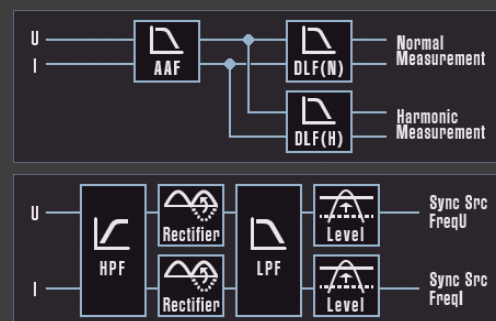 U
I
AAF
DLF(N)
Normal
Measurement
DLF(H)
Harmonic
Measurement
U
I
HPF
Rectifier
Rectifier
LPF
Level
Level
Sync Src
FreqU
Sync Src
FreqI